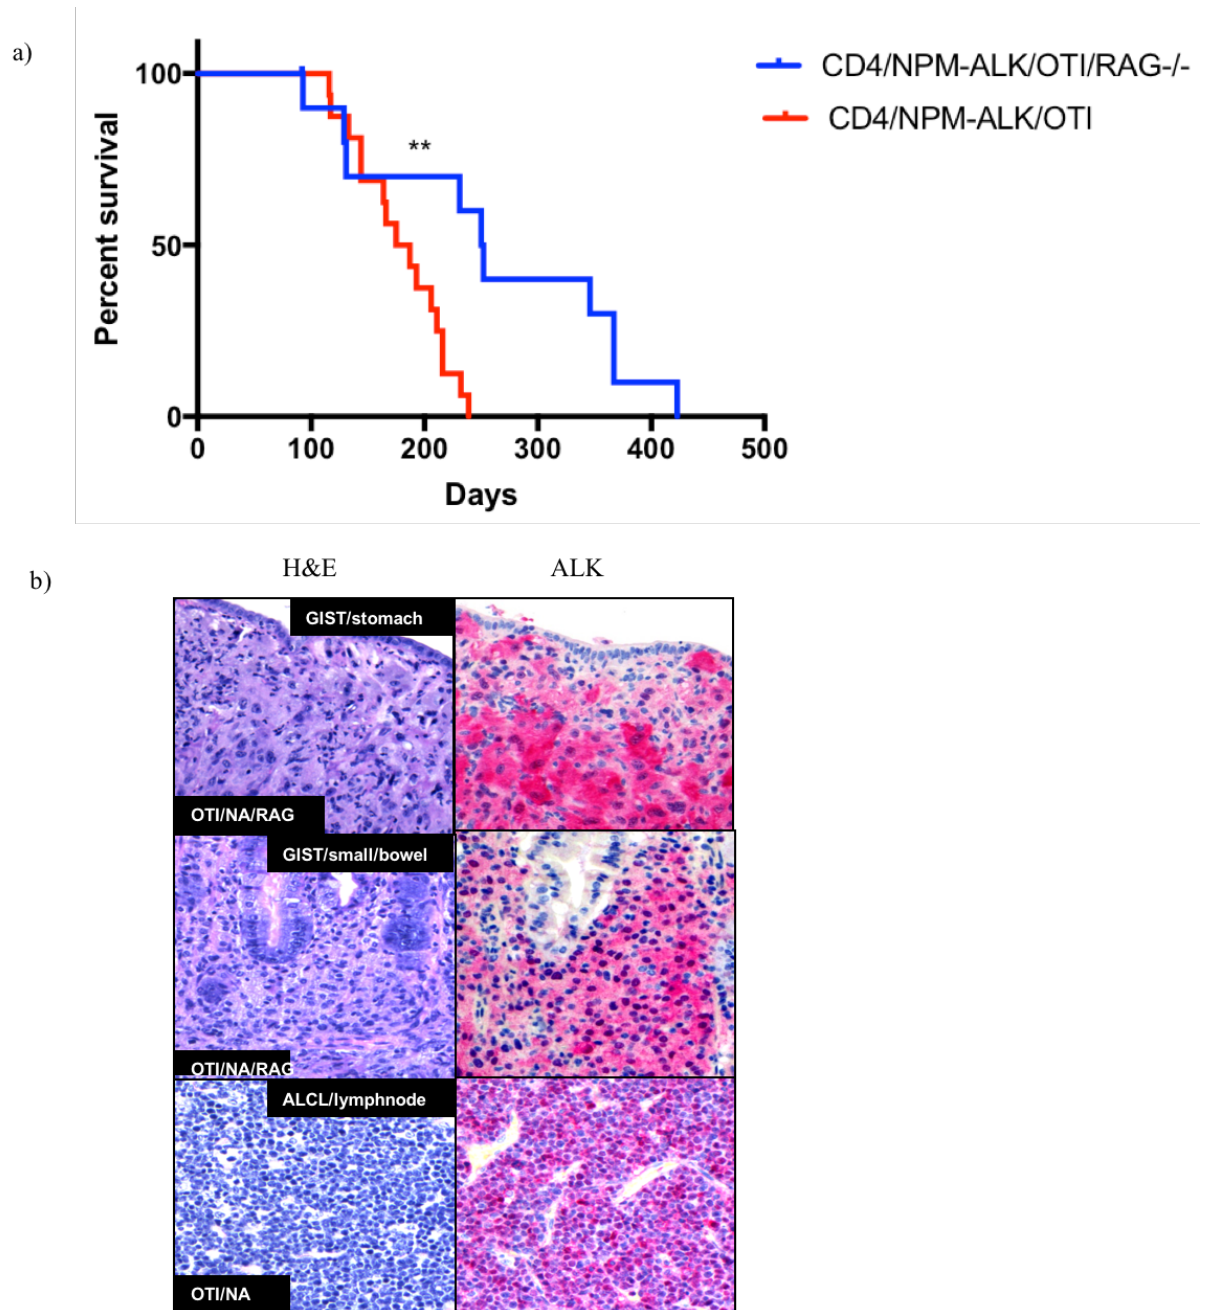 a)
100
50
0
Percent survival
**
0 100 200 300 400 500
Days
CD4/NPM-ALK/OTI/RAG-/-
CD4/NPM-ALK/OTI
b)
H&E ALK
GIST/stomach
OTI/NA/RAG
GIST/small/bowel
OTI/NA/RAG
ALCL/lymphnode
OTI/NA